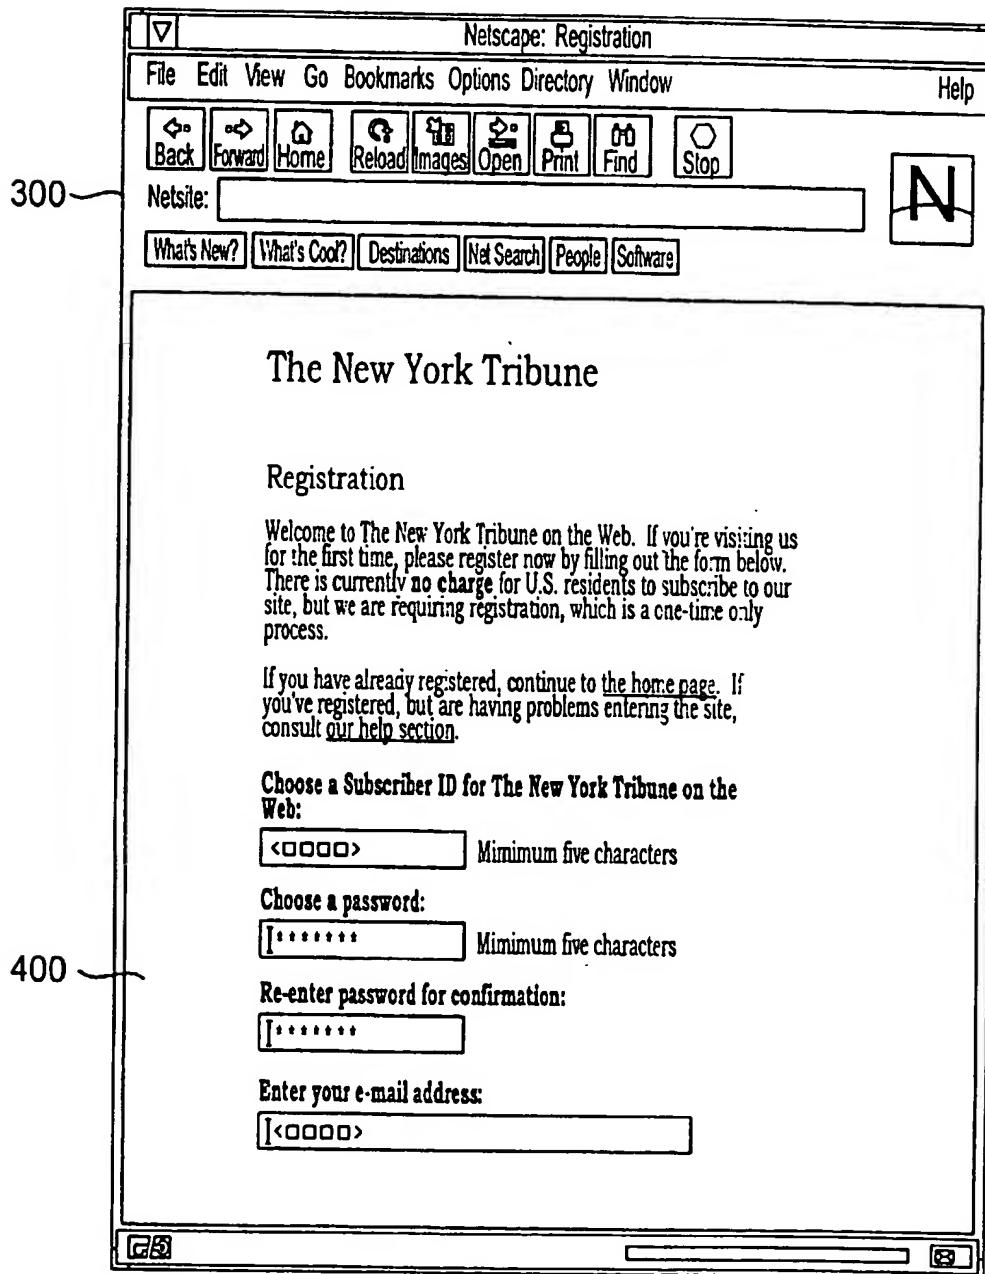 Netscape: Registration
File Edit View Go Bookmarks Options Directory Window Help
Back Forward Home Reload Images Open Print Find Stop
N
300
Netsite:
What's New? What's Cool? Destinations Net Search People Software
The New York Tribune
Registration
Welcome to The New York Tribune on the Web. If you're visiting us
for the first time, please register now by filling out the form below.
There is currently no charge for U.S. residents to subscribe to our
site, but we are requiring registration, which is a one-time only
process.
If you have already registered, continue to the home page. If
you've registered, but are having problems entering the site,
consult our help section.
Choose a Subscriber ID for The New York Tribune on the
Web:
<□□□□> Mimimum five characters
Choose a password:
******* Mimimum five characters
400
Re-enter password for confirmation:
*******
Enter your e-mail address:
<□□□□>